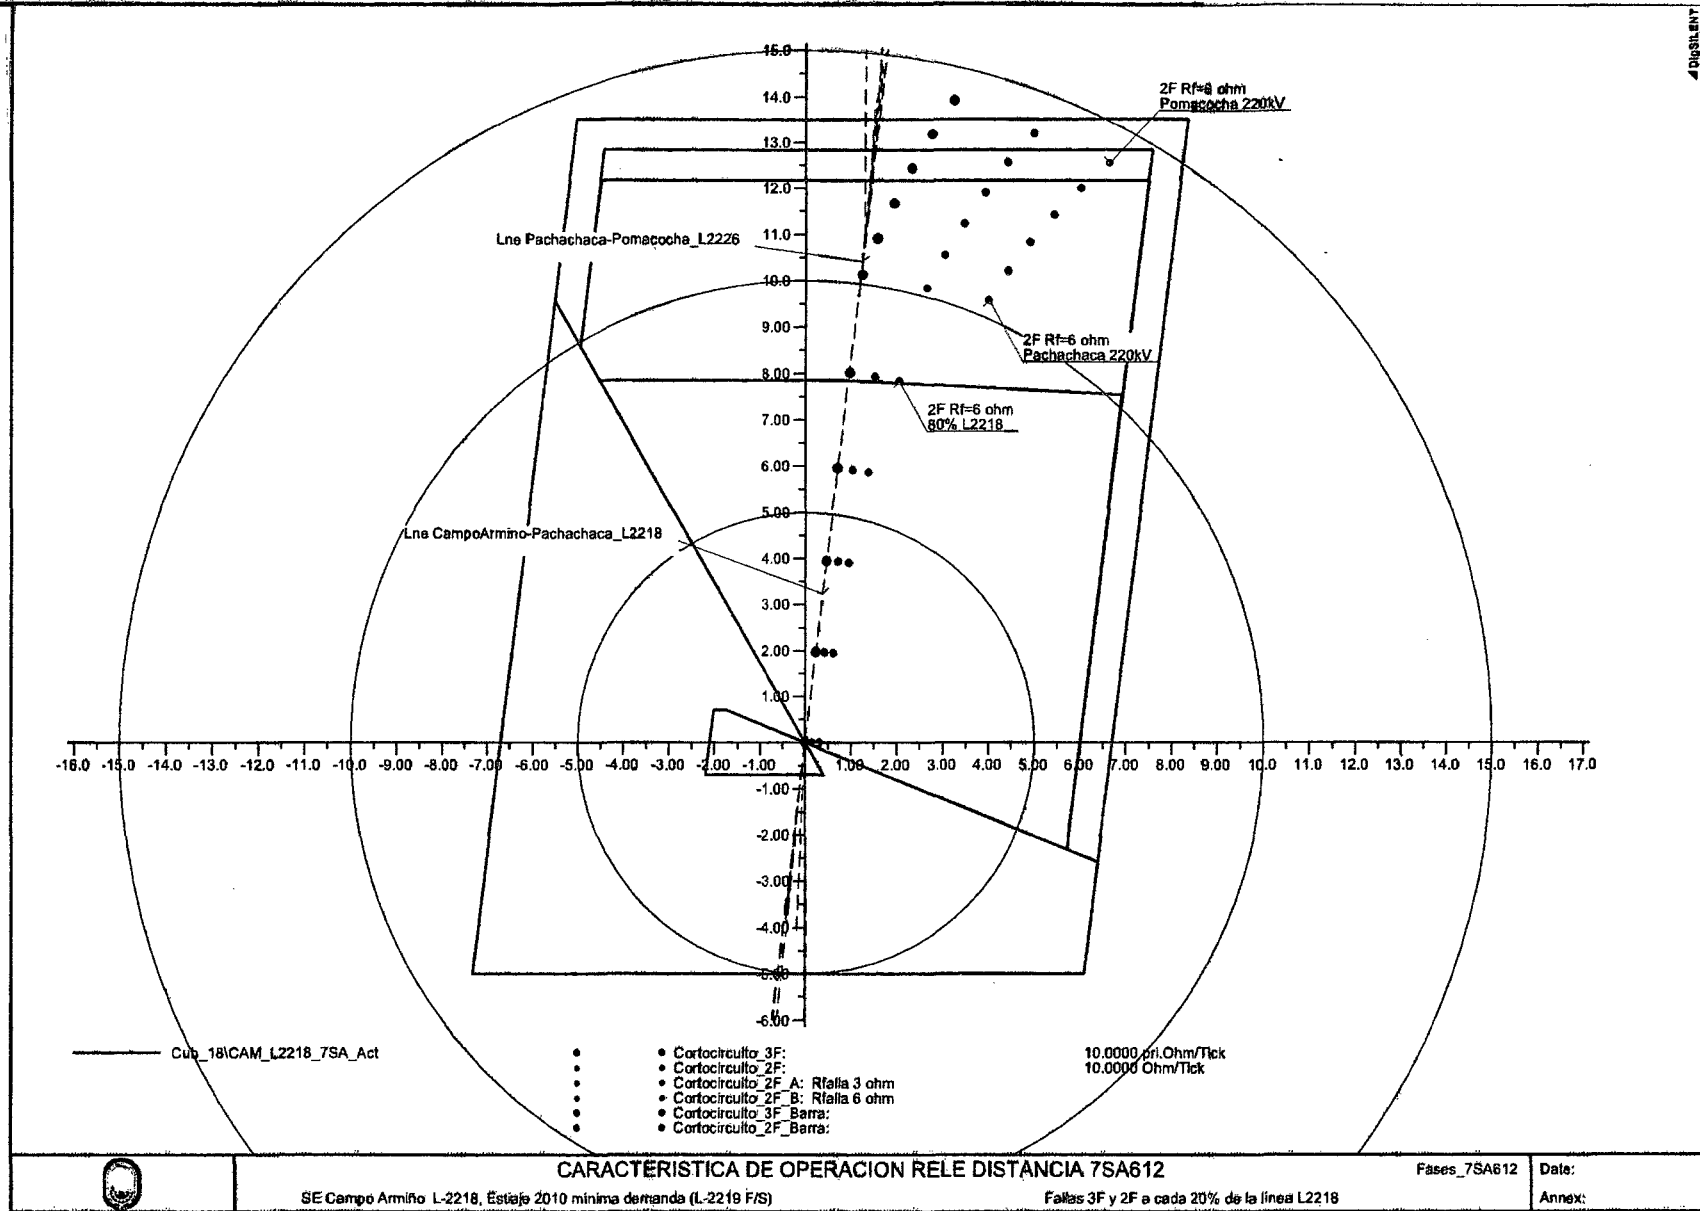 DIgSILENT
15.0
14.0
13.0
12.0
11.0
10.0
9.00
8.00
7.00
6.00
5.00
4.00
3.00
2.00
1.00
-1.00
-2.00
-3.00
-4.00
-5.00
-6.00
-16.0 -15.0 -14.0 -13.0 -12.0 -11.0 -10.0 -9.00 -8.00 -7.00 -6.00 -5.00 -4.00 -3.00 -2.00 -1.00 1.00 2.00 3.00 4.00 5.00 6.00 7.00 8.00 9.00 10.0 11.0 12.0 13.0 14.0 15.0 16.0 17.0
2F Rf=6 ohm
Pomacocha 220kV
Lne Pachachaca-Pomacocha_L2226
2F Rf=6 ohm
Pachachaca 220kV
2F Rf=6 ohm
80% L2218
Lne CampoArmino-Pachachaca_L2218
Cub_18\CAM_L2218_7SA_Act
Cortocircuito_3F:
Cortocircuito_2F:
Cortocircuito_2F_A: Rfalla 3 ohm
Cortocircuito_2F_B: Rfalla 6 ohm
Cortocircuito_3F_Barra:
Cortocircuito_2F_Barra:
10.0000 pri.Ohm/Tick
10.0000 Ohm/Tick
CARACTERISTICA DE OPERACION RELE DISTANCIA 7SA612
SE Campo Armiño L-2218, Estiaje 2010 minima demanda (L-2219 F/S)
Fallas 3F y 2F a cada 20% de la línea L2218
Fases_7SA612
Date:
Annex: